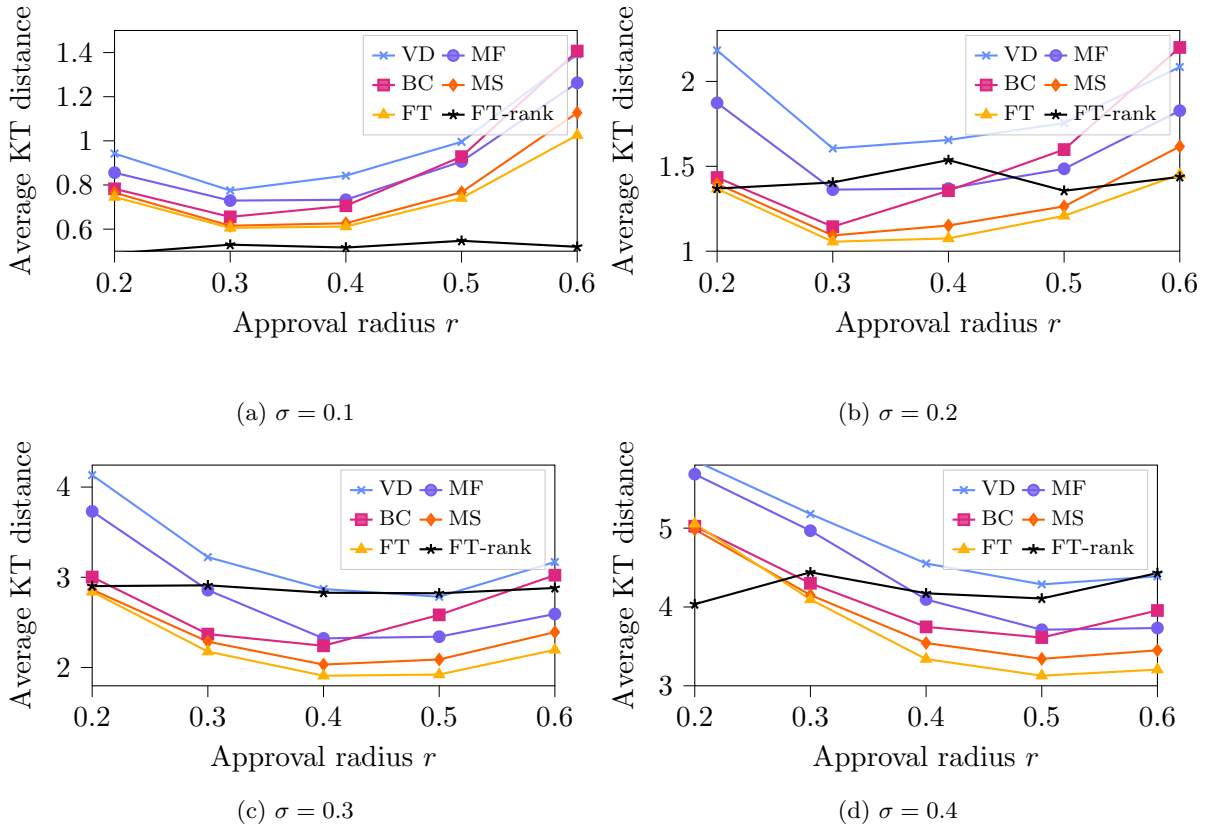 Average KT distance
1.4
1.2
1
0.8
0.6
0.2 0.3 0.4 0.5 0.6
Approval radius r
VD MF
BC MS
FT FT-rank
(a) σ = 0.1
Average KT distance
2
1.5
1
0.2 0.3 0.4 0.5 0.6
Approval radius r
VD MF
BC MS
FT FT-rank
(b) σ = 0.2
Average KT distance
4
3
2
0.2 0.3 0.4 0.5 0.6
Approval radius r
VD MF
BC MS
FT FT-rank
(c) σ = 0.3
Average KT distance
5
4
3
0.2 0.3 0.4 0.5 0.6
Approval radius r
VD MF
BC MS
FT FT-rank
(d) σ = 0.4